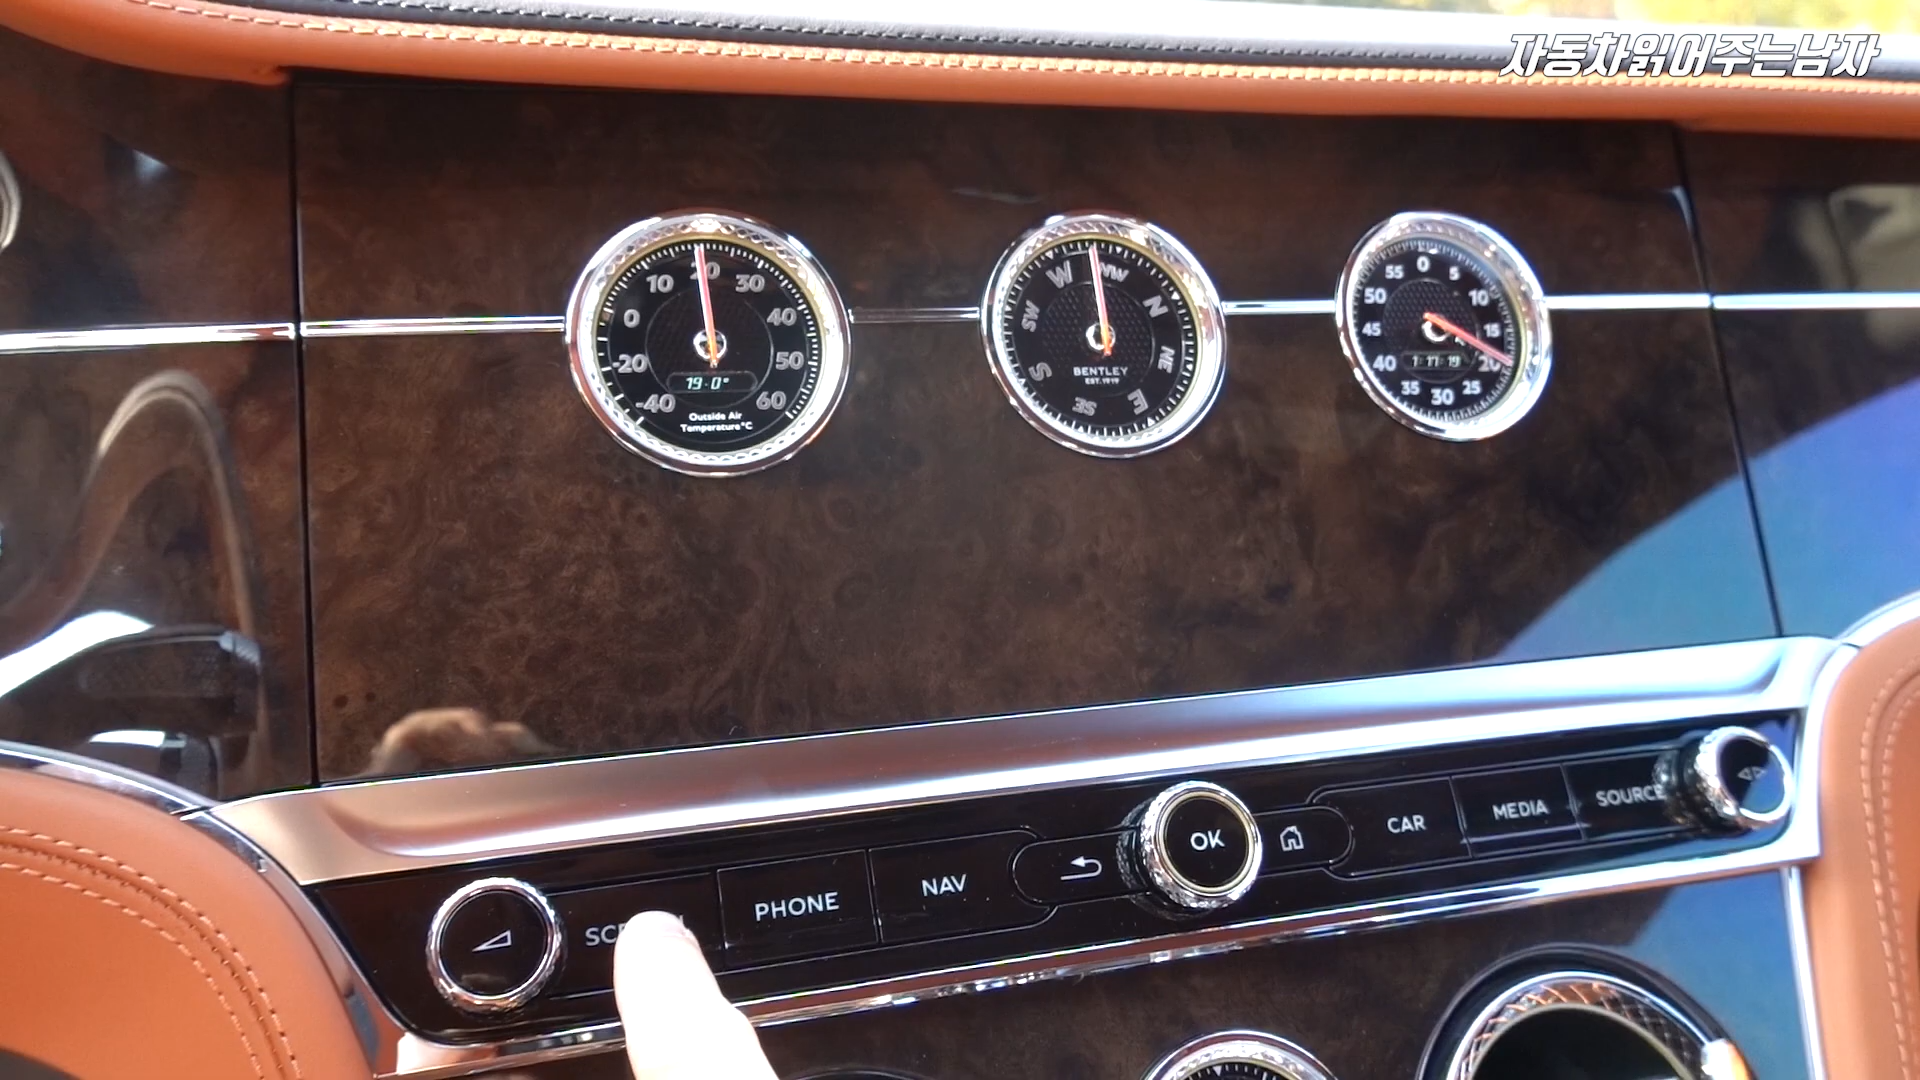 자동차읽어주는남자
-40 -20 0 10 20 30 40 50 60
19.0°
Outside Air
Temperature °C
S SW W NW N NE E SE
BENTLEY
EST. 1919
0 5 10 15 20 25 30 35 40 45 50 55
PHONE
NAV
OK
CAR
MEDIA
SOURCE